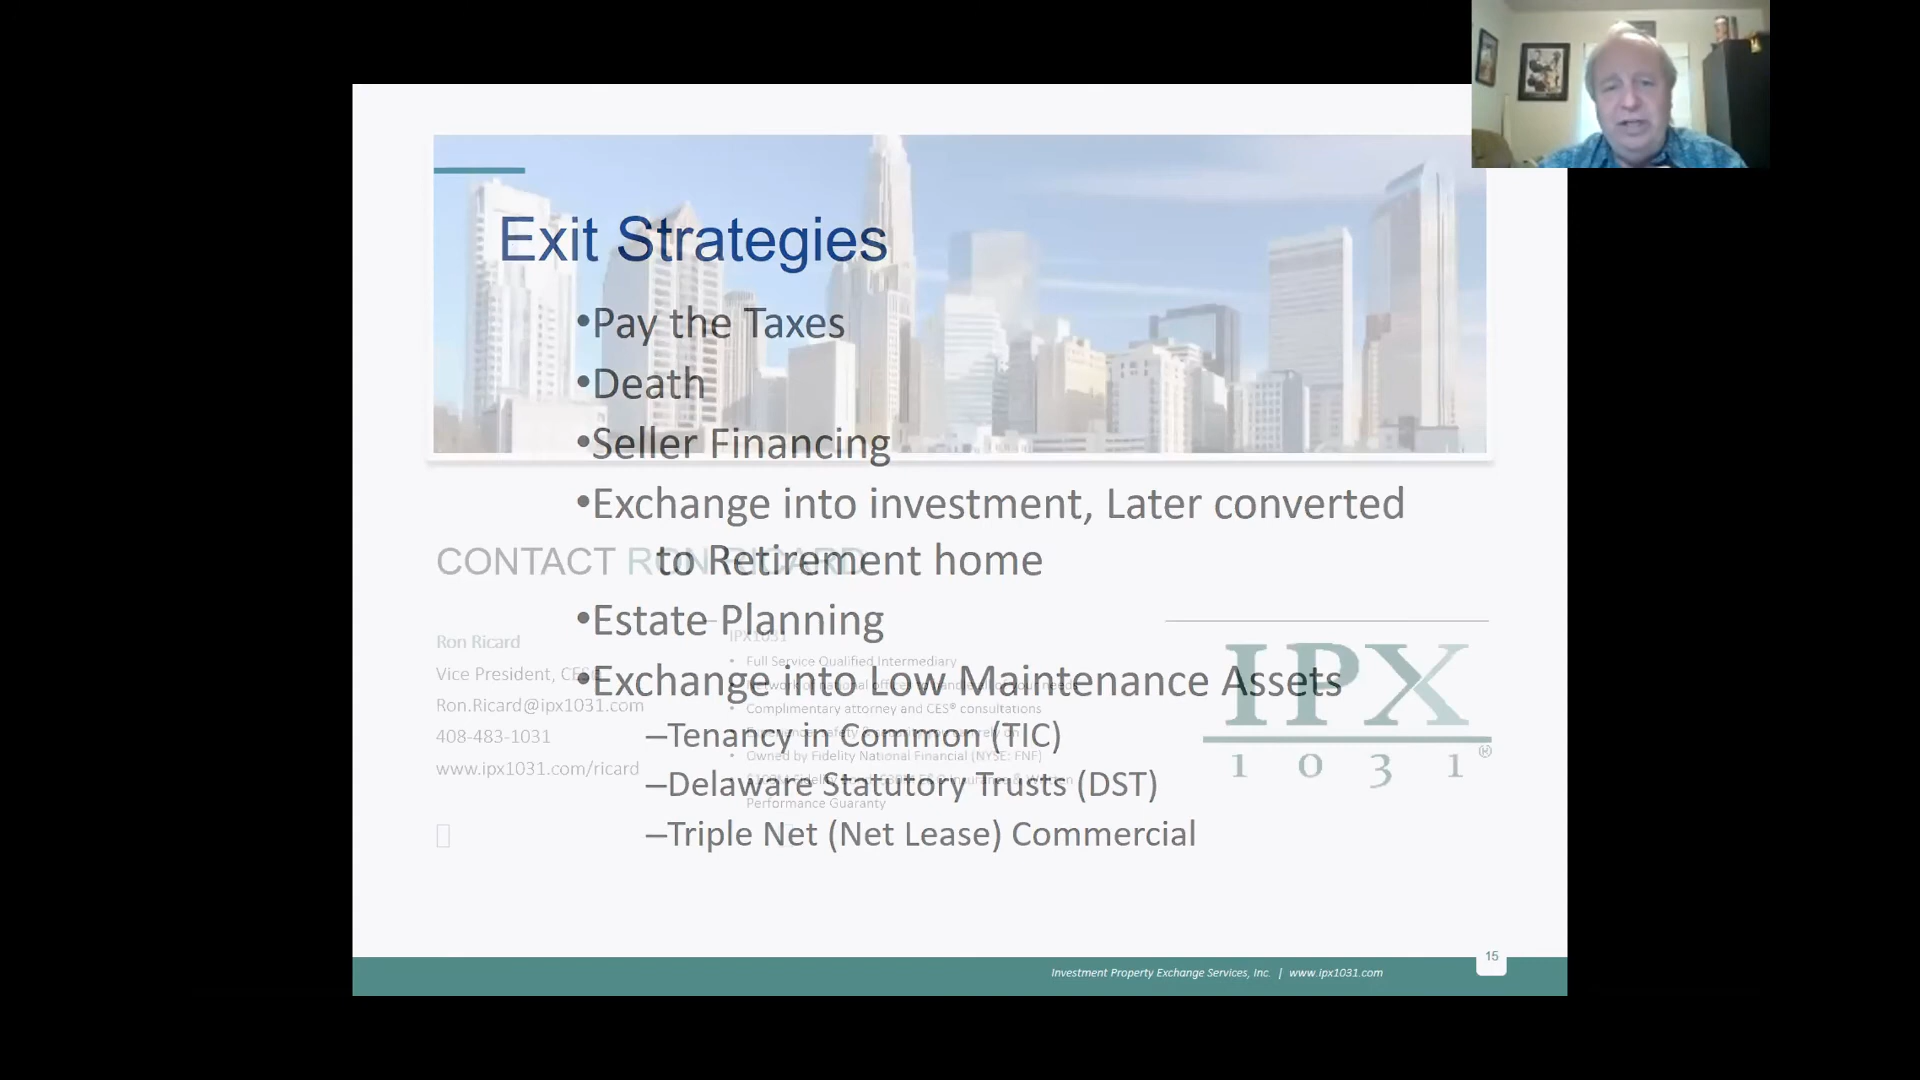 Exit Strategies
•Pay the Taxes
•Death
•Seller Financing
•Exchange into investment, Later converted
to Retirement home
•Estate Planning
•Exchange into Low Maintenance Assets
–Tenancy in Common (TIC)
–Delaware Statutory Trusts (DST)
–Triple Net (Net Lease) Commercial
CONTACT RON RICARD
Ron Ricard
Vice President,
Ron.Ricard@ipx1031.com
408-483-1031
www.ipx1031.com/ricard
IPX1031
• Full Service Qualified Intermediary
• Complimentary attorney and CES® consultations
• Owned by Fidelity National Financial (NYSE: FNF)
Performance Guaranty
IPX
1031®
Investment Property Exchange Services, Inc. | www.ipx1031.com
15